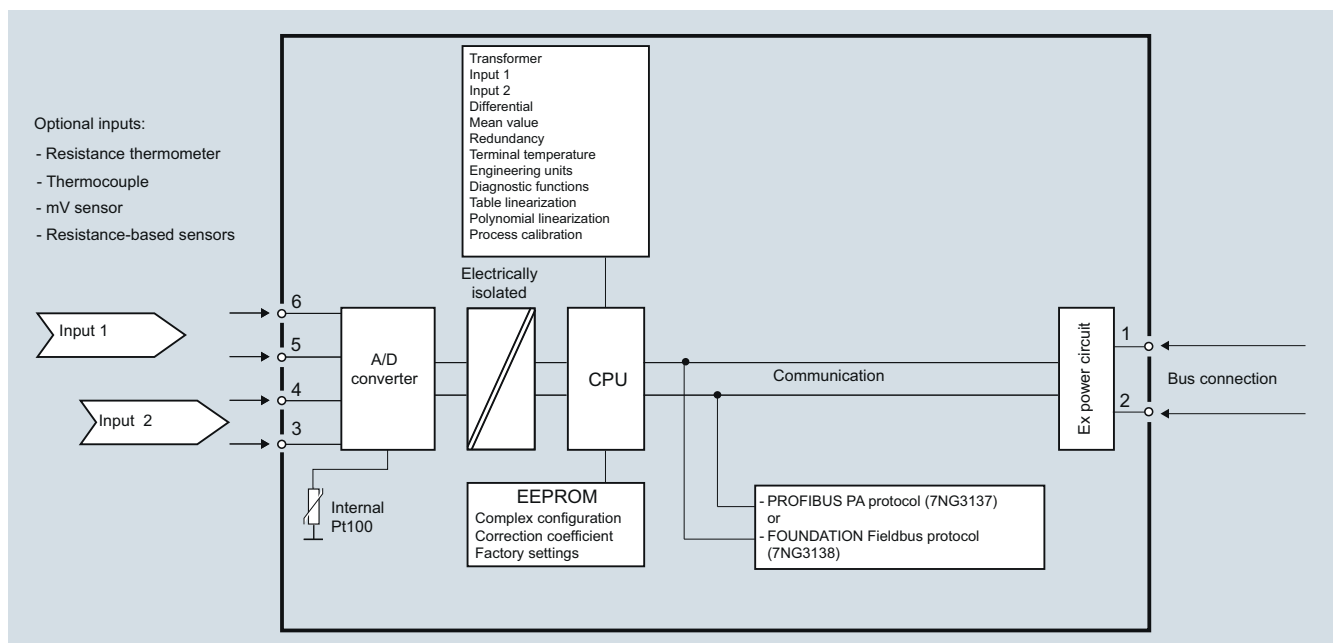 Optional inputs:
- Resistance thermometer
- Thermocouple
- mV sensor
- Resistance-based sensors
Transformer
Input 1
Input 2
Differential
Mean value
Redundancy
Terminal temperature
Engineering units
Diagnostic functions
Table linearization
Polynomial linearization
Process calibration
Electrically
isolated
Input 1
Input 2
6
5
4
3
A/D
converter
CPU
Communication
Ex power circuit
1
2
Bus connection
Internal
Pt100
EEPROM
Complex configuration
Correction coefficient
Factory settings
- PROFIBUS PA protocol (7NG3137)
or
- FOUNDATION Fieldbus protocol
(7NG3138)